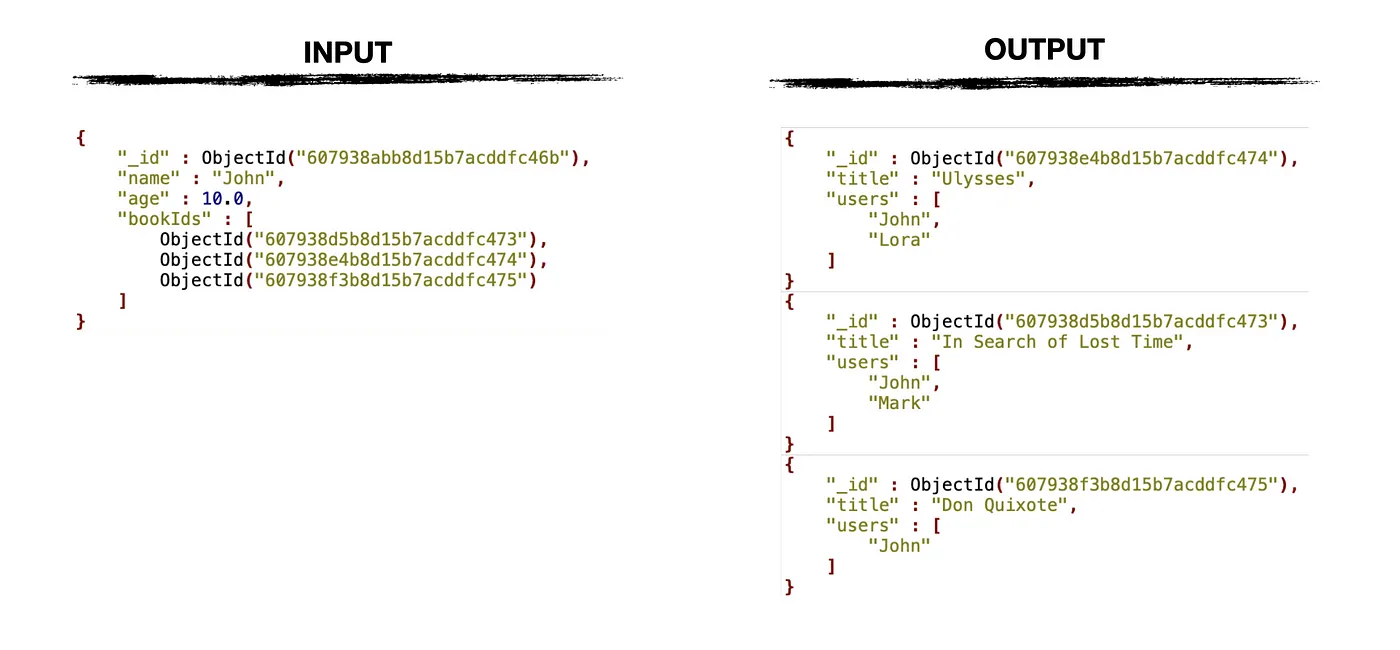 INPUT
{
    "_id" : ObjectId("607938abb8d15b7acddfc46b"),
    "name" : "John",
    "age" : 10.0,
    "bookIds" : [
        ObjectId("607938d5b8d15b7acddfc473"),
        ObjectId("607938e4b8d15b7acddfc474"),
        ObjectId("607938f3b8d15b7acddfc475")
    ]
}
OUTPUT
{
    "_id" : ObjectId("607938e4b8d15b7acddfc474"),
    "title" : "Ulysses",
    "users" : [
        "John",
        "Lora"
    ]
}
{
    "_id" : ObjectId("607938d5b8d15b7acddfc473"),
    "title" : "In Search of Lost Time",
    "users" : [
        "John",
        "Mark"
    ]
}
{
    "_id" : ObjectId("607938f3b8d15b7acddfc475"),
    "title" : "Don Quixote",
    "users" : [
        "John"
    ]
}